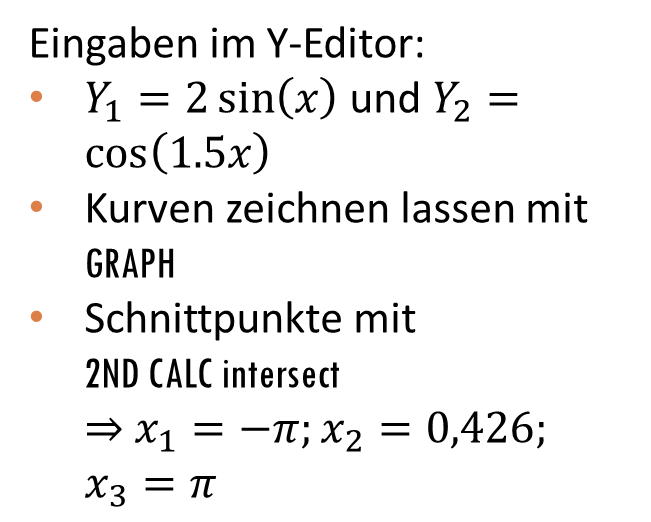 Eingaben im Y-Editor:
• Y₁ = 2 sin(x) und Y₂ =
cos(1.5x)
• Kurven zeichnen lassen mit
GRAPH
• Schnittpunkte mit
2ND CALC intersect
⇒ x₁ = −π; x₂ = 0,426;
x₃ = π